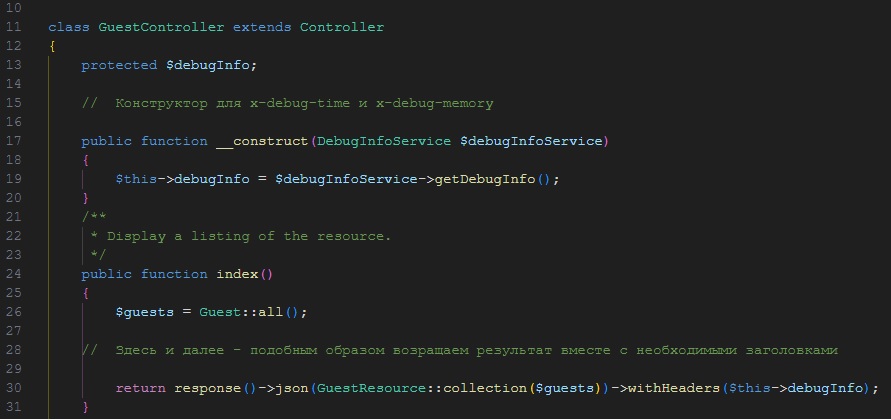 10
11 class GuestController extends Controller
12 {
13 protected $debugInfo;
14
15 // Конструктор для x-debug-time и x-debug-memory
16
17 public function __construct(DebugInfoService $debugInfoService)
18 {
19 $this->debugInfo = $debugInfoService->getDebugInfo();
20 }
21 /**
22 * Display a listing of the resource.
23 */
24 public function index()
25 {
26 $guests = Guest::all();
27
28 // Здесь и далее - подобным образом возращаем результат вместе с необходимыми заголовками
29
30 return response()->json(GuestResource::collection($guests))->withHeaders($this->debugInfo);
31 }